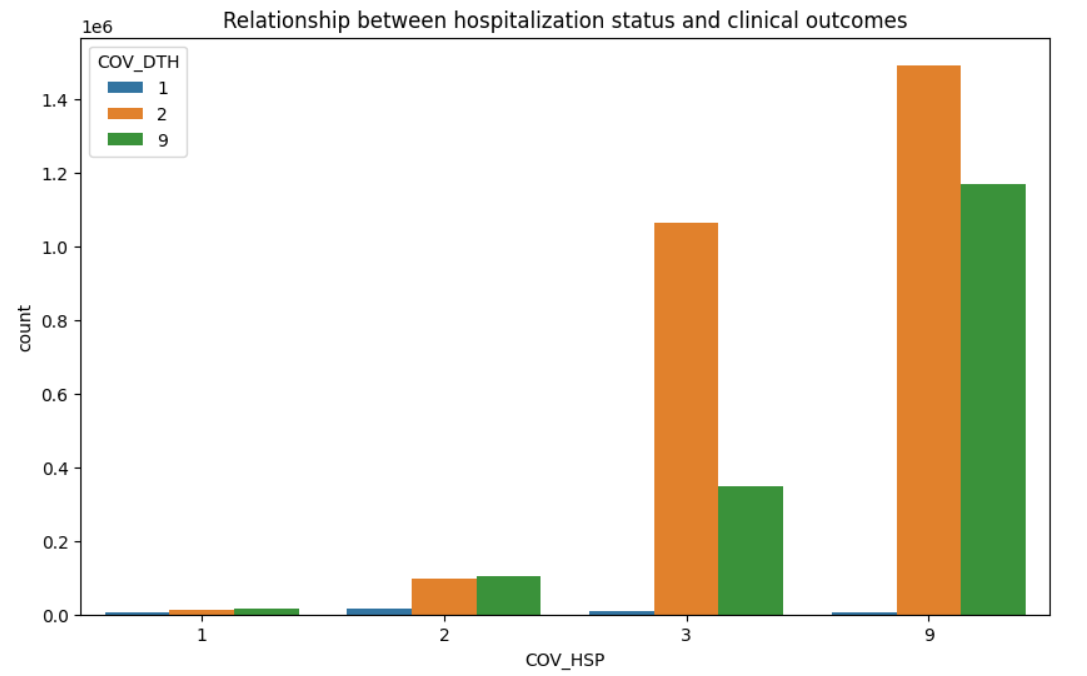 Relationship between hospitalization status and clinical outcomes
1e6
COV_DTH
1
2
9
1.4
1.2
1.0
0.8
0.6
0.4
0.2
0.0
count
1 2 3 9
COV_HSP